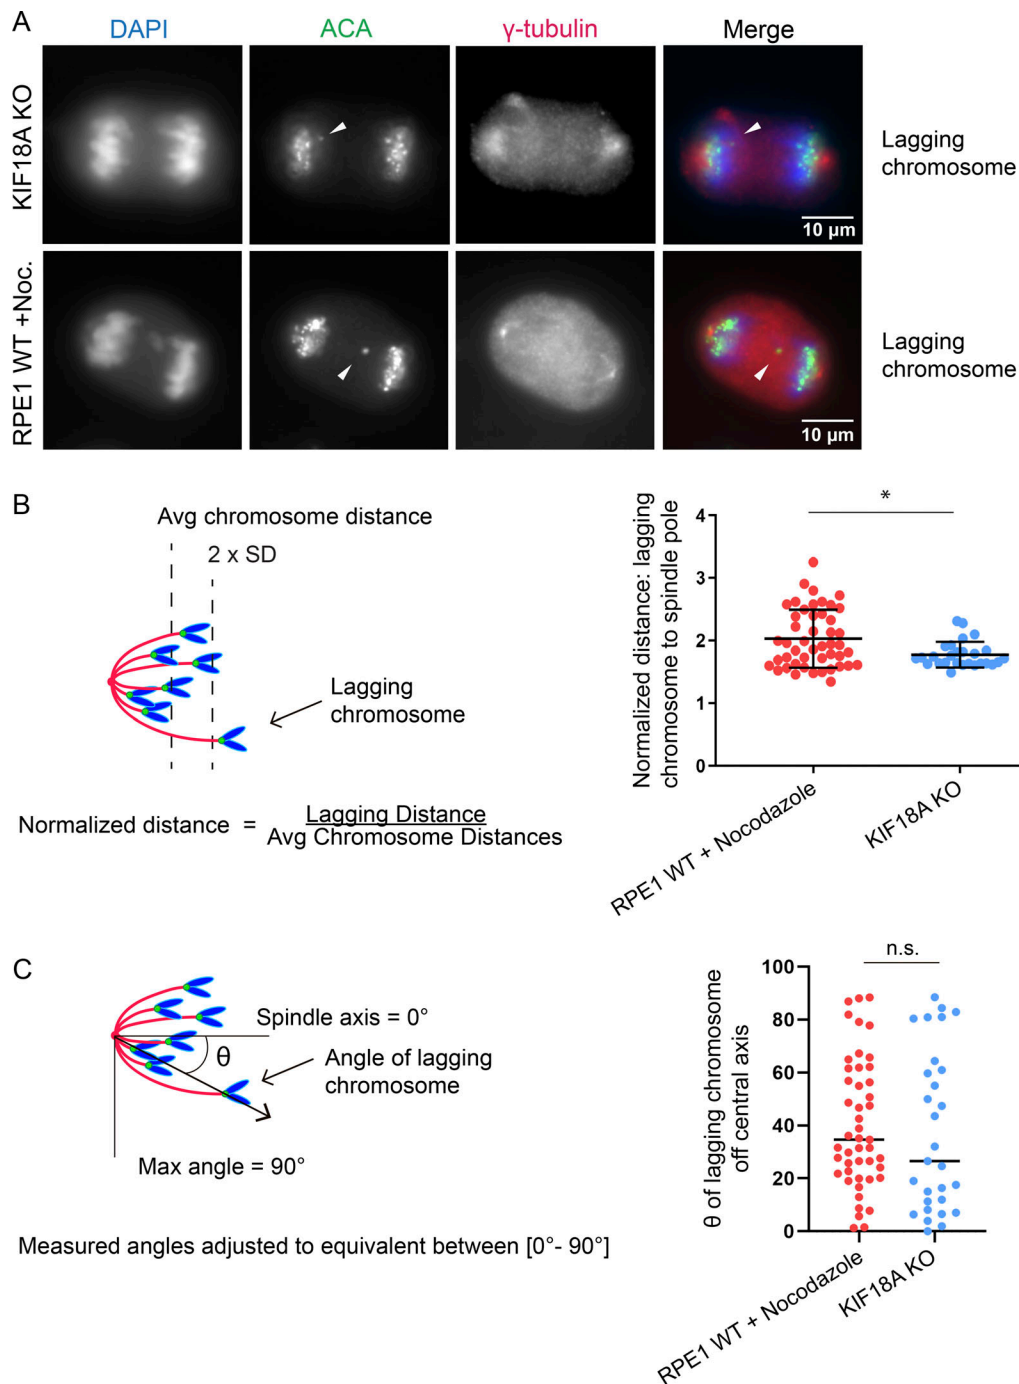 A
DAPI
ACA
γ-tubulin
Merge
KIF18A KO
Lagging
chromosome
10 µm
RPE1 WT +Noc.
Lagging
chromosome
10 µm
B
Avg chromosome distance
2 x SD
Lagging
chromosome
Normalized distance = Lagging Distance
Avg Chromosome Distances
Normalized distance: lagging
chromosome to spindle pole
4
3
2
1
0
*
RPE1 WT + Nocodazole
KIF18A KO
C
Spindle axis = 0°
θ
Angle of lagging
chromosome
Max angle = 90°
Measured angles adjusted to equivalent between [0°- 90°]
θ of lagging chromosome
off central axis
100
80
60
40
20
0
n.s.
RPE1 WT + Nocodazole
KIF18A KO